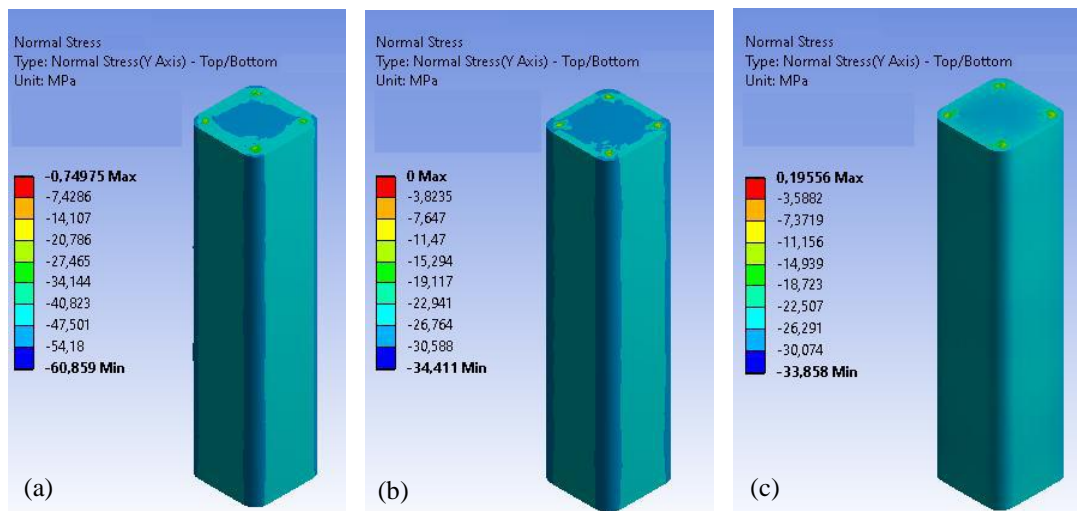 Normal Stress
Type: Normal Stress(Y Axis) - Top/Bottom
Unit: MPa
-0,74975 Max
-7,4286
-14,107
-20,786
-27,465
-34,144
-40,823
-47,501
-54,18
-60,859 Min
(a)
Normal Stress
Type: Normal Stress(Y Axis) - Top/Bottom
Unit: MPa
0 Max
-3,8235
-7,647
-11,47
-15,294
-19,117
-22,941
-26,764
-30,588
-34,411 Min
(b)
Normal Stress
Type: Normal Stress(Y Axis) - Top/Bottom
Unit: MPa
0,19556 Max
-3,5882
-7,3719
-11,156
-14,939
-18,723
-22,507
-26,291
-30,074
-33,858 Min
(c)